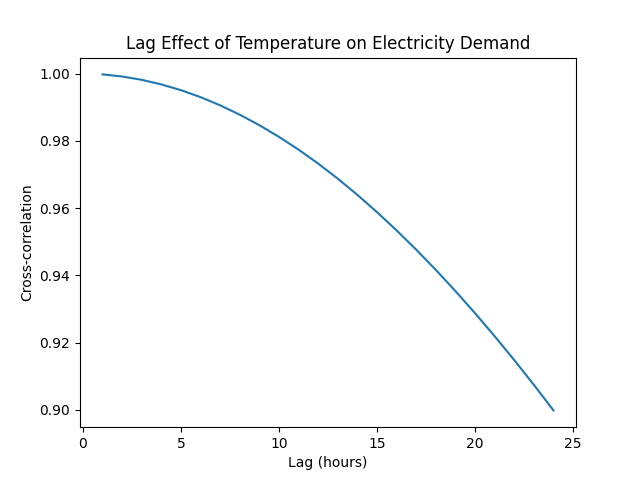 Lag Effect of Temperature on Electricity Demand
1.00
0.98
0.96
0.94
0.92
0.90
Cross-correlation
0 5 10 15 20 25
Lag (hours)